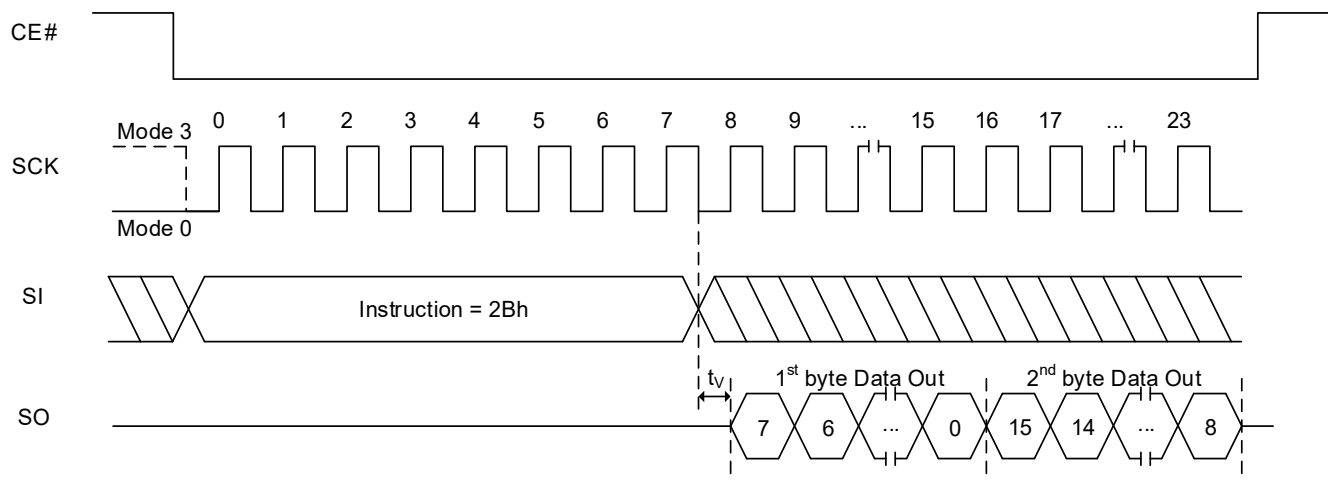 CE#
0 1 2 3 4 5 6 7 8 9 ... 15 16 17 ... 23
Mode 3
SCK
Mode 0
SI
Instruction = 2Bh
tV 1st byte Data Out 2nd byte Data Out
SO
7 6 ... 0 15 14 ... 8